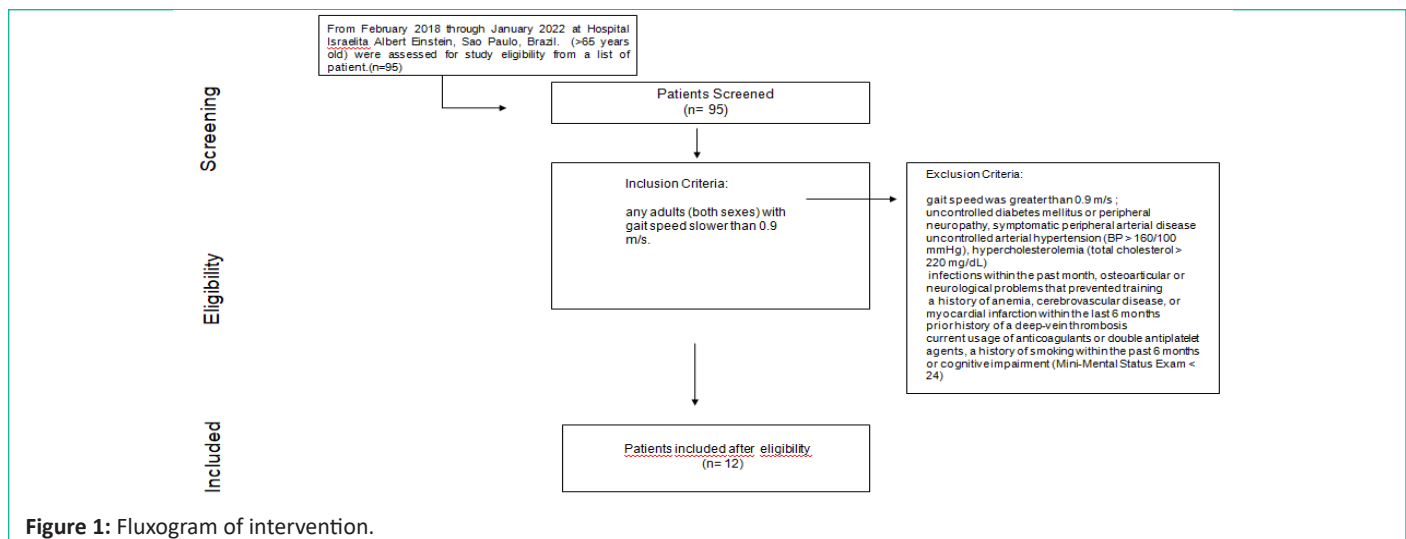 From February 2018 through January 2022 at Hospital
Israelita Albert Einstein, Sao Paulo, Brazil. (>65 years
old) were assessed for study eligibility from a list of
patient.(n=95)
Screening
Patients Screened
(n= 95)
Eligibility
Inclusion Criteria:
any adults (both sexes) with
gait speed slower than 0.9
m/s.
Exclusion Criteria:
gait speed was greater than 0.9 m/s ;
uncontrolled diabetes mellitus or peripheral
neuropathy, symptomatic peripheral arterial disease
uncontrolled arterial hypertension (BP > 160/100
mmHg), hypercholesterolemia (total cholesterol >
220 mg/dL)
infections within the past month, osteoarticular or
neurological problems that prevented training
a history of anemia, cerebrovascular disease, or
myocardial infarction within the last 6 months
prior history of a deep-vein thrombosis
current usage of anticoagulants or double antiplatelet
agents, a history of smoking within the past 6 months
or cognitive impairment (Mini-Mental Status Exam <
24)
Included
Patients included after eligibility
(n= 12)
Figure 1: Fluxogram of intervention.